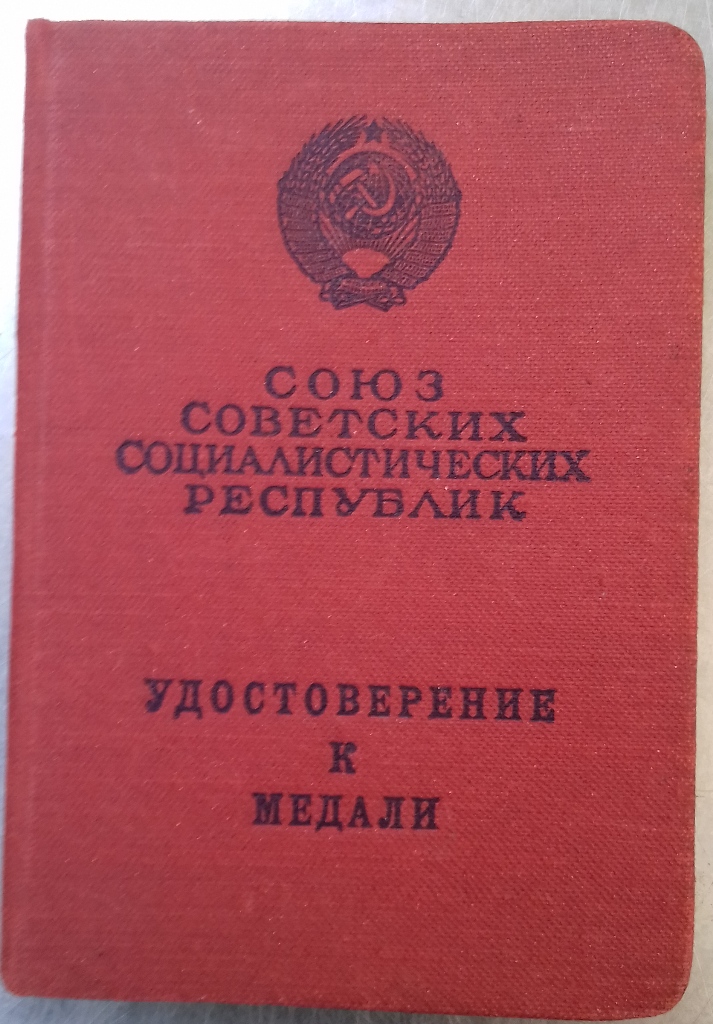 СОЮЗ
СОВЕТСКИХ
СОЦИАЛИСТИЧЕСКИХ
РЕСПУБЛИК
УДОСТОВЕРЕНИЕ
К
МЕДАЛИ